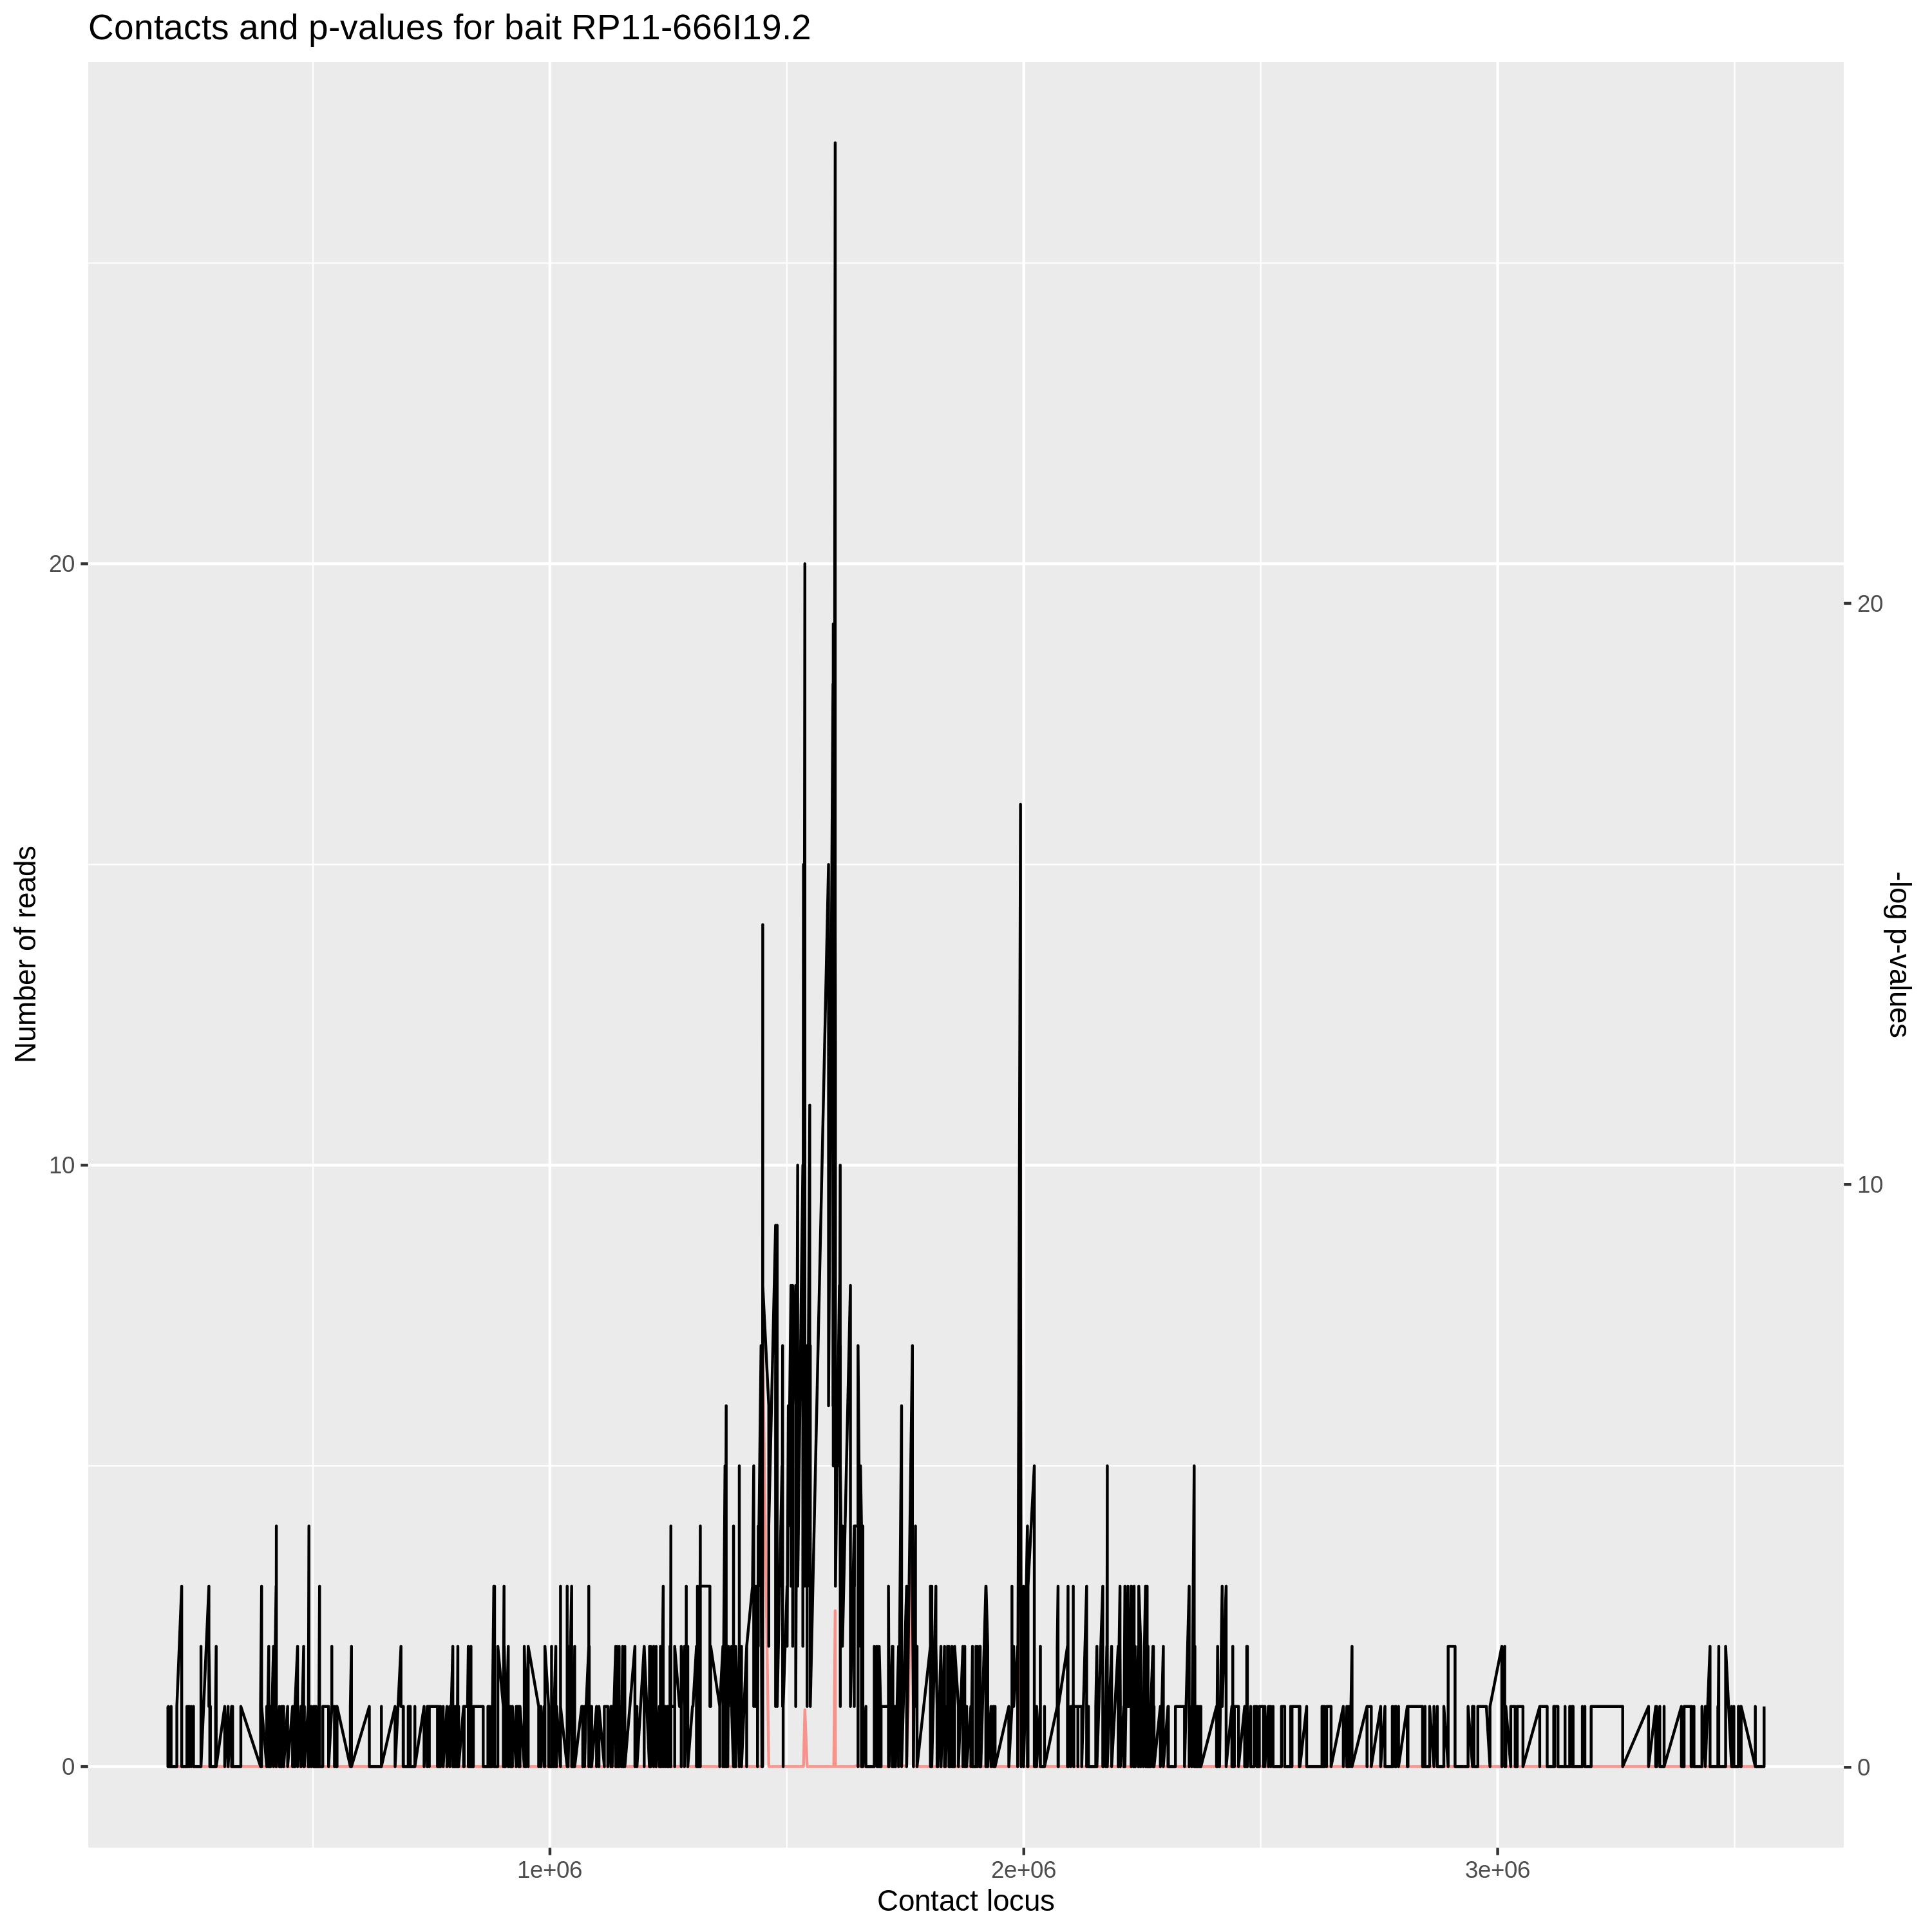 Contacts and p-values for bait RP11-666I19.2
20
10
0
Number of reads
20
10
0
-log p-values
1e+06
2e+06
3e+06
Contact locus